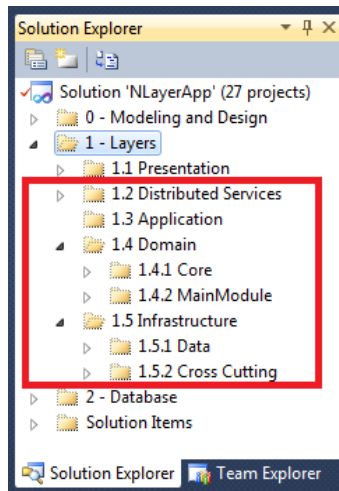 Solution Explorer
Solution 'NLayerApp' (27 projects)
0 - Modeling and Design
1 - Layers
1.1 Presentation
1.2 Distributed Services
1.3 Application
1.4 Domain
1.4.1 Core
1.4.2 MainModule
1.5 Infrastructure
1.5.1 Data
1.5.2 Cross Cutting
2 - Database
Solution Items
Solution Explorer Team Explorer